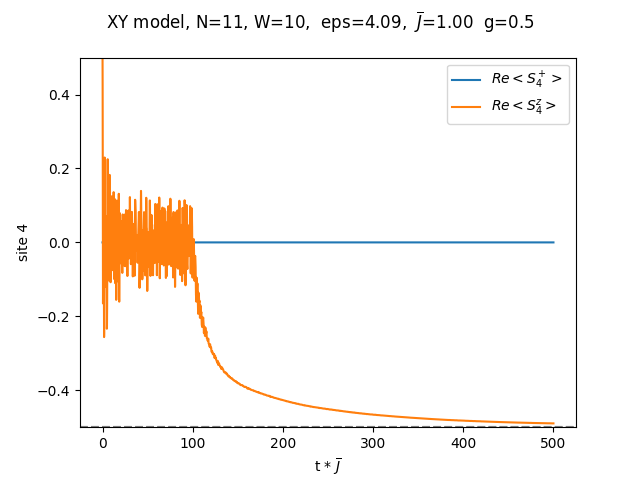 XY model, N=11, W=10,  eps=4.09,  J̅=1.00  g=0.5
Re < S₄⁺ >
Re < S₄ᶻ >
0.4
0.2
0.0
−0.2
−0.4
site 4
0
100
200
300
400
500
t * J̅